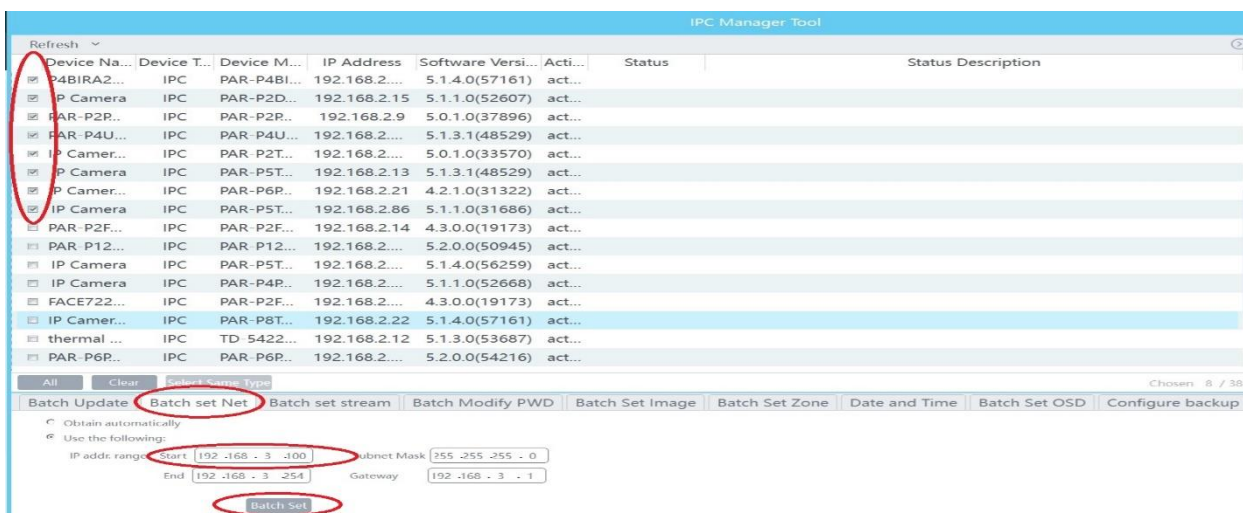 IPC Manager Tool
Refresh
Device Na... Device T... Device M... IP Address Software Versi... Acti... Status Status Description
P4BIRA2... IPC PAR-P4BI... 192.168.2.... 5.1.4.0(57161) act...
IP Camera IPC PAR-P2D... 192.168.2.15 5.1.1.0(52607) act...
PAR-P2P... IPC PAR-P2P... 192.168.2.9 5.0.1.0(37896) act...
PAR-P4U... IPC PAR-P4U... 192.168.2.... 5.1.3.1(48529) act...
IP Camer... IPC PAR-P2T... 192.168.2.... 5.0.1.0(33570) act...
IP Camera IPC PAR-P5T... 192.168.2.13 5.1.3.1(48529) act...
IP Camer... IPC PAR-P6P... 192.168.2.21 4.2.1.0(31322) act...
IP Camera IPC PAR-P5T... 192.168.2.86 5.1.1.0(31686) act...
PAR-P2F... IPC PAR-P2F... 192.168.2.14 4.3.0.0(19173) act...
PAR-P12... IPC PAR-P12... 192.168.2.... 5.2.0.0(50945) act...
IP Camera IPC PAR-P5T... 192.168.2.... 5.1.4.0(56259) act...
IP Camera IPC PAR-P4P... 192.168.2.... 5.1.1.0(52668) act...
FACE722... IPC PAR-P2F... 192.168.2.... 4.3.0.0(19173) act...
IP Camer... IPC PAR-P8T... 192.168.2.22 5.1.4.0(57161) act...
thermal ... IPC TD-5422... 192.168.2.12 5.1.3.0(53687) act...
PAR-P6P... IPC PAR-P6P... 192.168.2.... 5.2.0.0(54216) act...
All Clear Select Same Type Chosen 8 / 38
Batch Update Batch set Net Batch set stream Batch Modify PWD Batch Set Image Batch Set Zone Date and Time Batch Set OSD Configure backup
Obtain automatically
Use the following:
IP addr. range Start 192 .168 . 3 .100 Subnet Mask 255 .255 .255 . 0
End 192 .168 . 3 .254 Gateway 192 .168 . 3 . 1
Batch Set